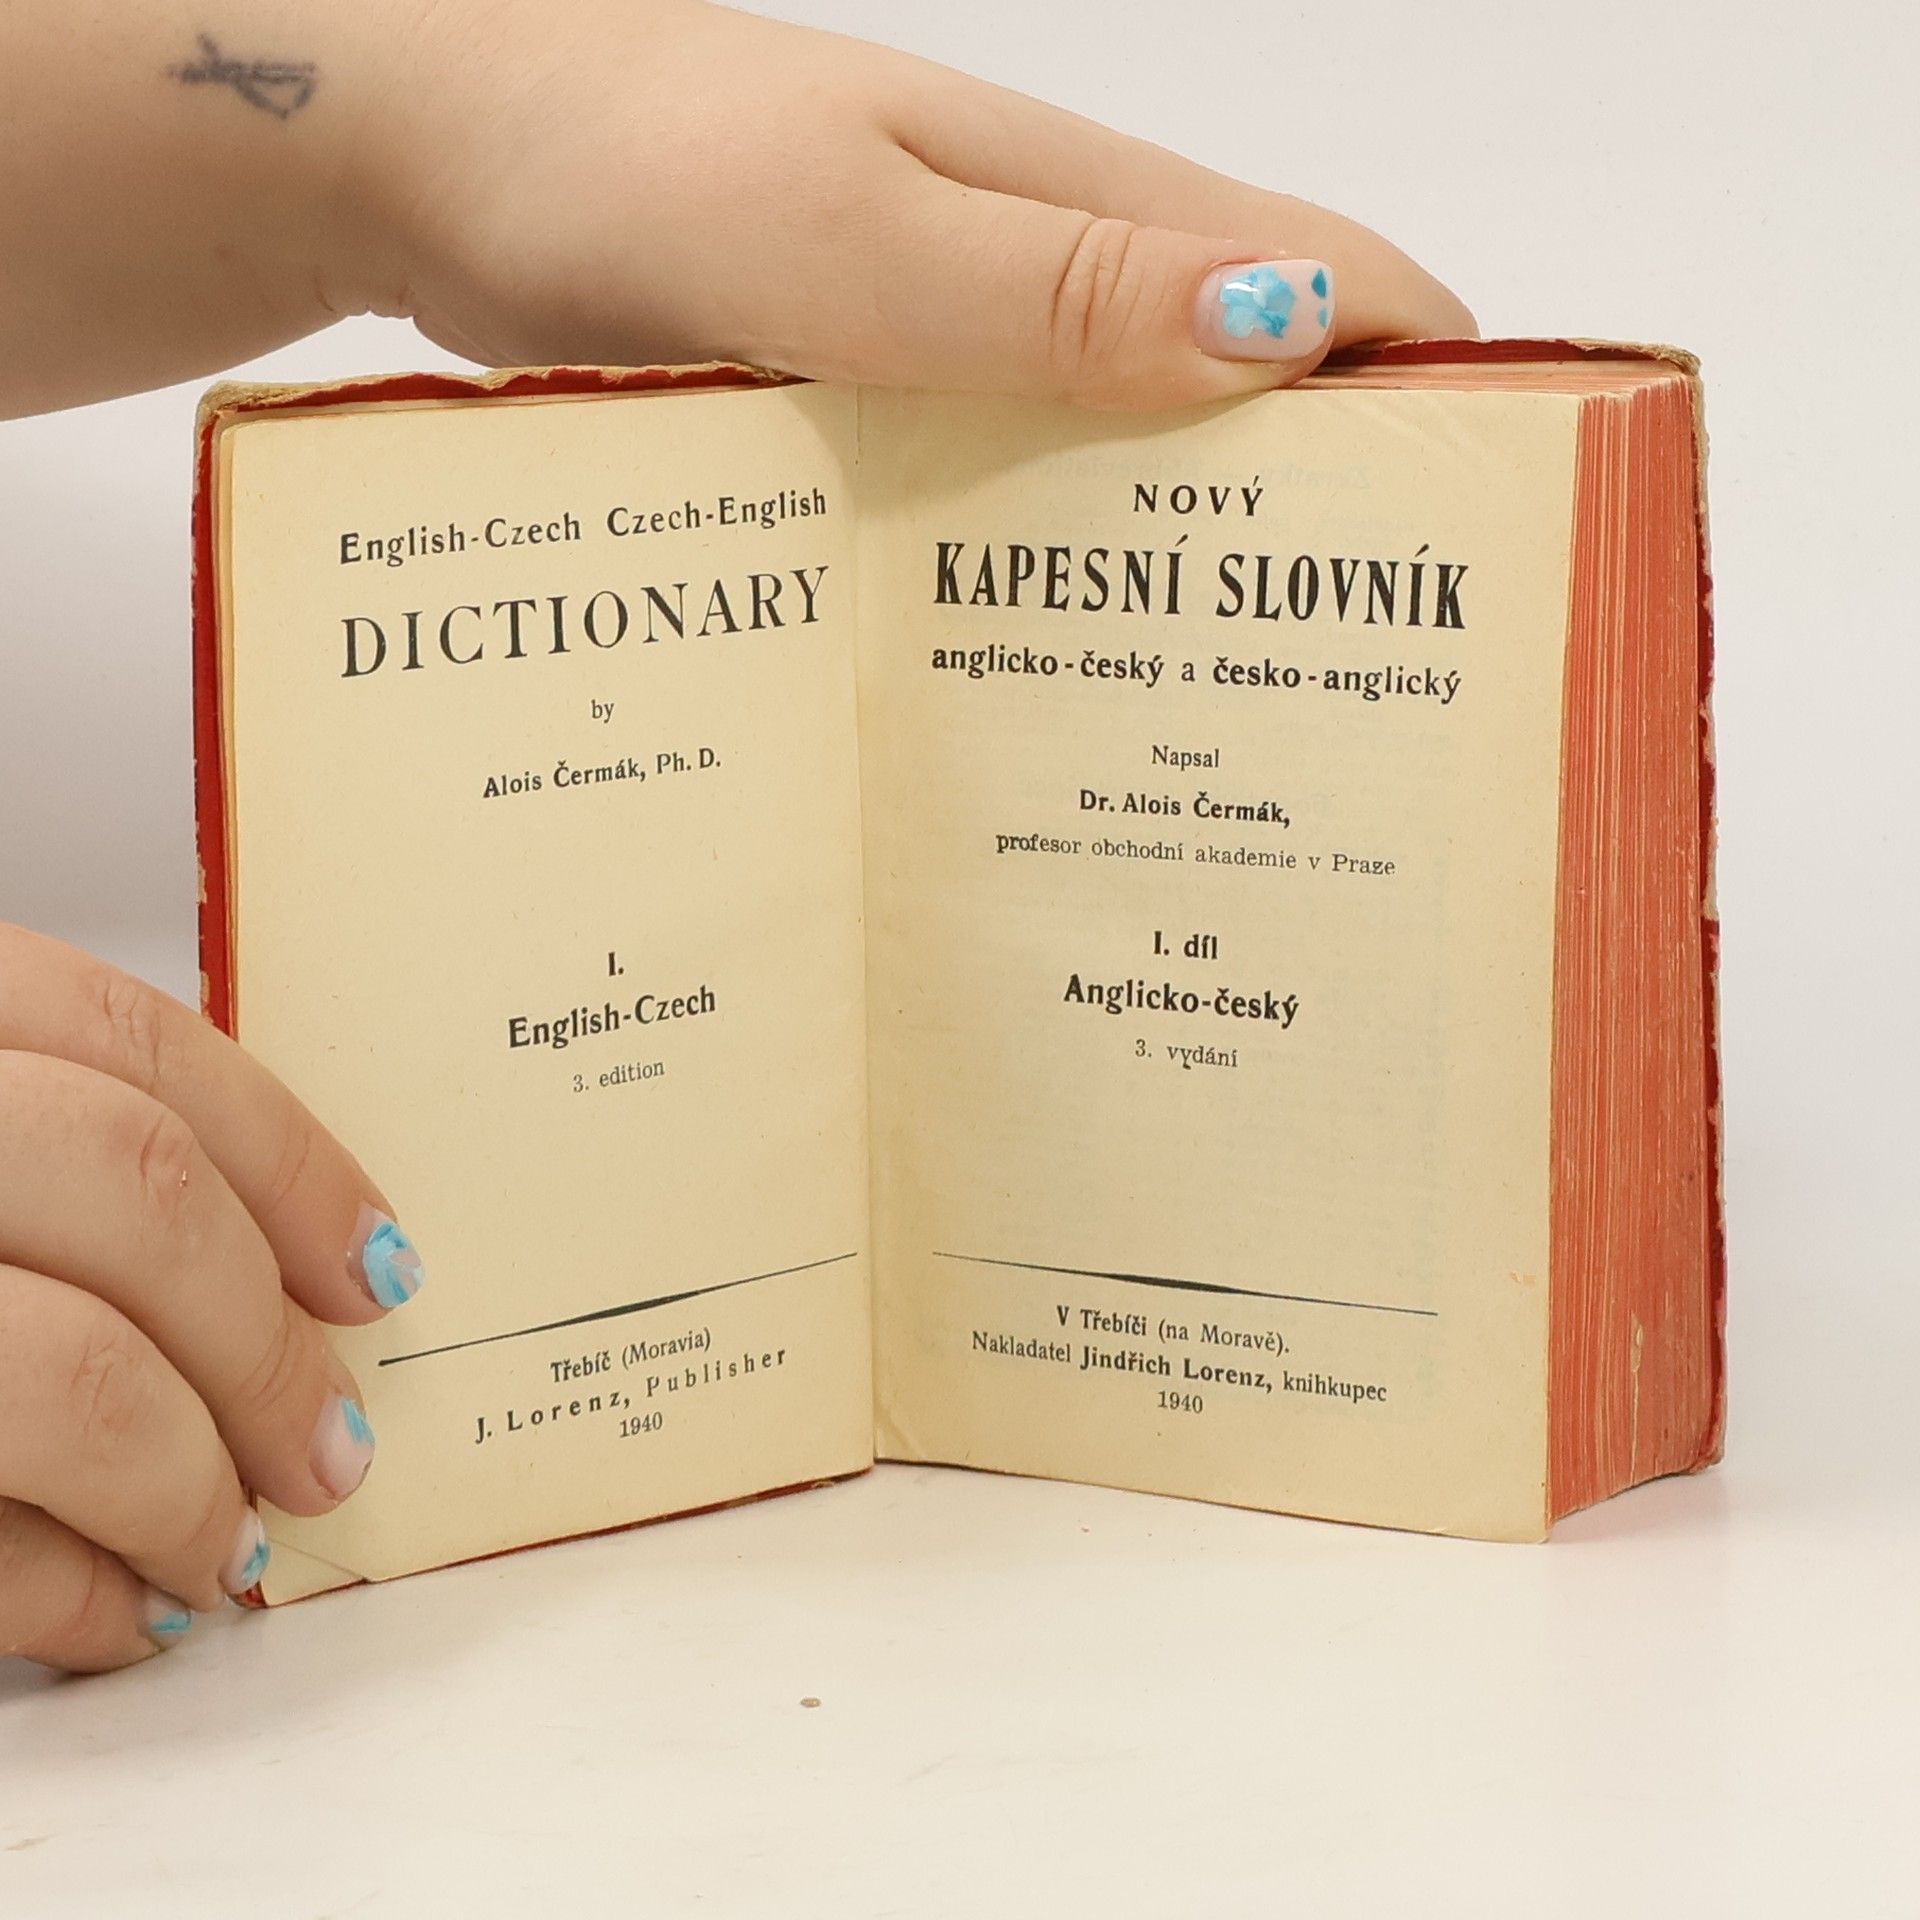 English-Czech Czech-English
DICTIONARY
by
Alois Čermák, Ph. D.
I.
English-Czech
3. edition
Třebíč (Moravia)
J. Lorenz, Publisher
1940
NOVÝ
KAPESNÍ SLOVNÍK
anglicko-český a česko-anglický
Napsal
Dr. Alois Čermák,
profesor obchodní akademie v Praze
I. díl
Anglicko-český
3. vydání
V Třebíči (na Moravě).
Nakladatel Jindřich Lorenz, knihkupec
1940